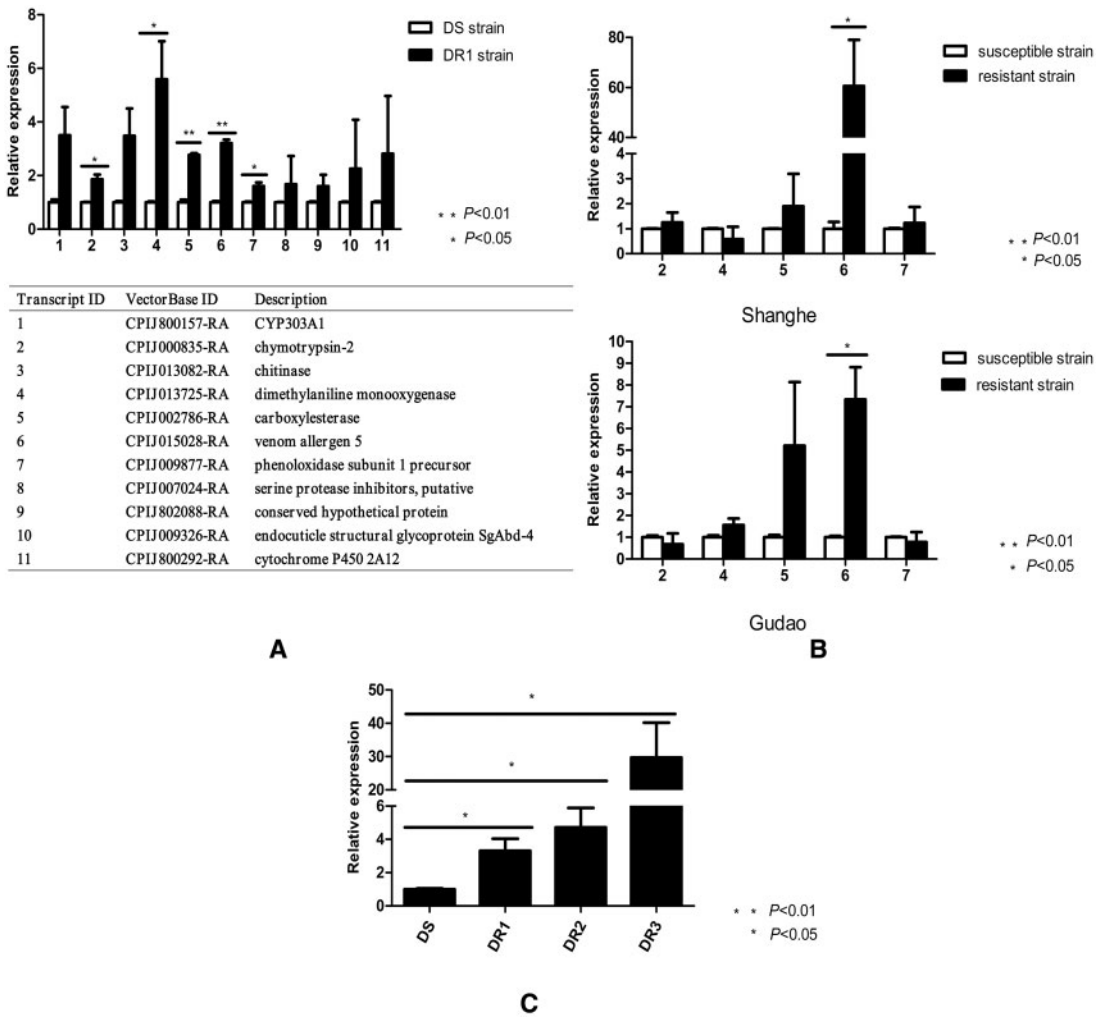 8
6
4
2
0
Relative expression
*
*
**
**
*
DS strain
DR1 strain
* * P<0.01
* P<0.05
1 2 3 4 5 6 7 8 9 10 11
Transcript ID VectorBase ID Description
1 CPIJ800157-RA CYP303A1
2 CPIJ000835-RA chymotrypsin-2
3 CPIJ013082-RA chitinase
4 CPIJ013725-RA dimethylaniline monooxygenase
5 CPIJ002786-RA carboxylesterase
6 CPIJ015028-RA venom allergen 5
7 CPIJ009877-RA phenoloxidase subunit 1 precursor
8 CPIJ007024-RA serine protease inhibitors, putative
9 CPIJ802088-RA conserved hypothetical protein
10 CPIJ009326-RA endocuticle structural glycoprotein SgAbd-4
11 CPIJ800292-RA cytochrome P450 2A12
A
80
60
40
4
3
2
1
0
Relative expression
*
susceptible strain
resistant strain
* * P<0.01
* P<0.05
2 4 5 6 7
Shanghe
10
9
8
7
6
5
4
3
2
1
0
Relative expression
*
susceptible strain
resistant strain
* * P<0.01
* P<0.05
2 4 5 6 7
Gudao
B
50
40
30
20
6
4
2
0
Relative expression
*
*
*
* * P<0.01
* P<0.05
DS DR1 DR2 DR3
C